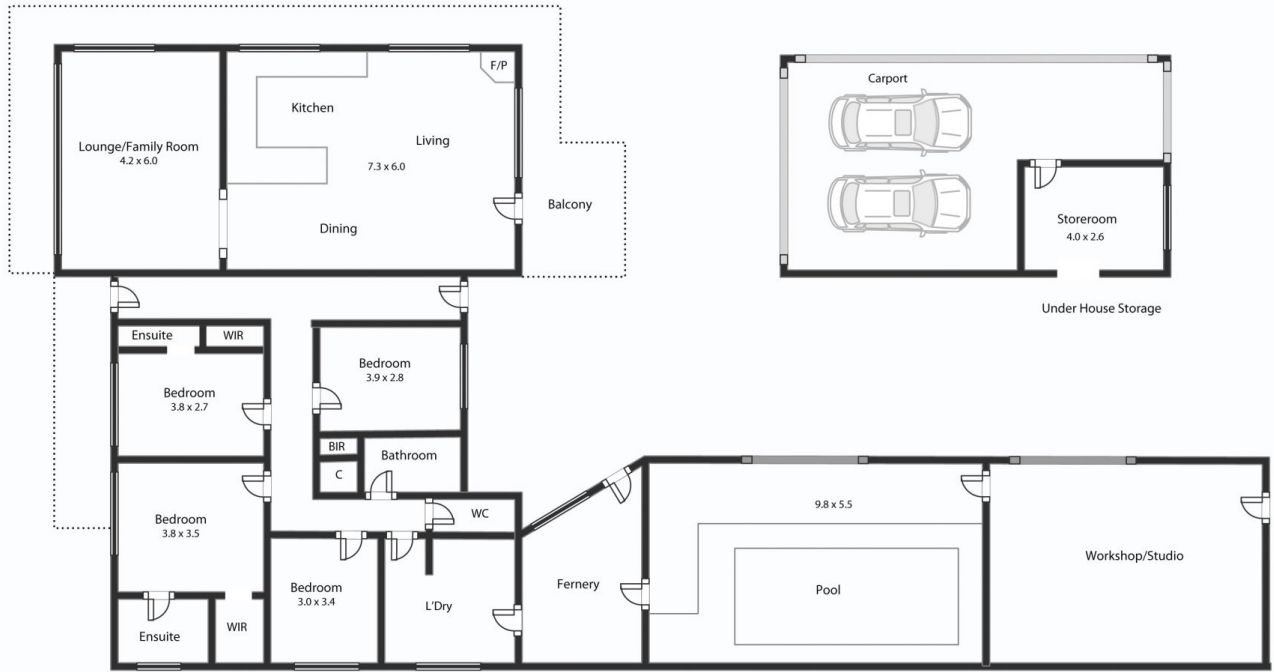 F/P
Kitchen
Living
Lounge/Family Room
4.2 x 6.0
7.3 x 6.0
Dining
Balcony
Carport
Storeroom
4.0 x 2.6
Under House Storage
Ensuite
WIR
Bedroom
3.8 x 2.7
Bedroom
3.9 x 2.8
BIR
C
Bathroom
WC
Bedroom
3.8 x 3.5
Ensuite
WIR
Bedroom
3.0 x 3.4
L'Dry
Fernery
9.8 x 5.5
Pool
Workshop/Studio